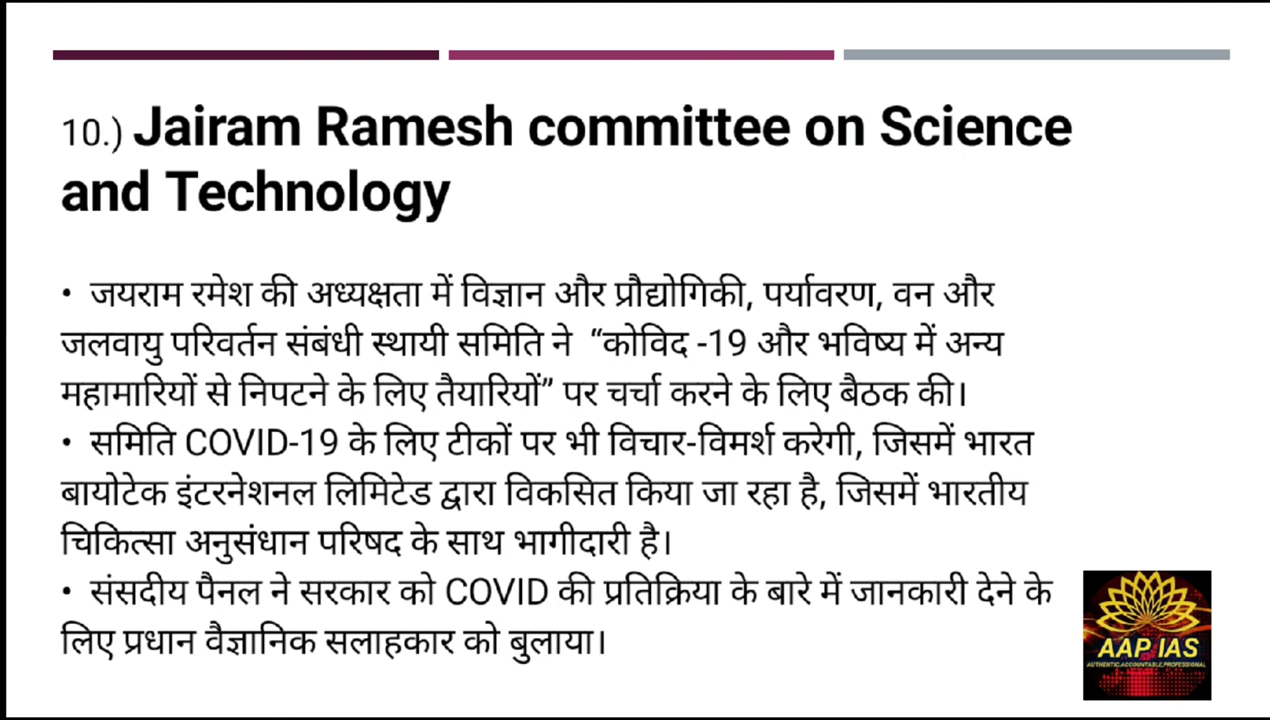 10.) Jairam Ramesh committee on Science
and Technology
• जयराम रमेश की अध्यक्षता में विज्ञान और प्रौद्योगिकी, पर्यावरण, वन और
जलवायु परिवर्तन संबंधी स्थायी समिति ने “कोविद -19 और भविष्य में अन्य
महामारियों से निपटने के लिए तैयारियों” पर चर्चा करने के लिए बैठक की।
• समिति COVID-19 के लिए टीकों पर भी विचार-विमर्श करेगी, जिसमें भारत
बायोटेक इंटरनेशनल लिमिटेड द्वारा विकसित किया जा रहा है, जिसमें भारतीय
चिकित्सा अनुसंधान परिषद के साथ भागीदारी है।
• संसदीय पैनल ने सरकार को COVID की प्रतिक्रिया के बारे में जानकारी देने के
लिए प्रधान वैज्ञानिक सलाहकार को बुलाया।
AAP IAS
AUTHENTIC,ACCOUNTABLE,PROFESSIONAL